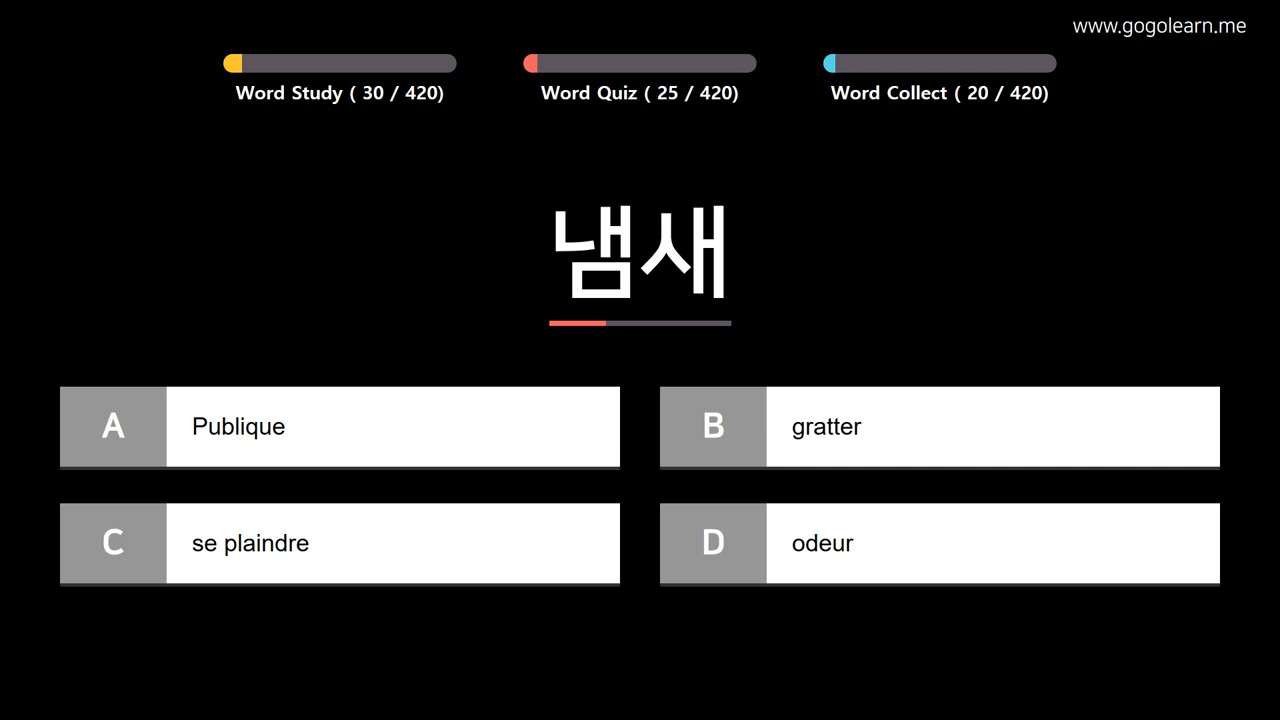 www.gogolearn.me
Word Study ( 30 / 420)
Word Quiz ( 25 / 420)
Word Collect ( 20 / 420)
냄새
A
Publique
B
gratter
C
se plaindre
D
odeur